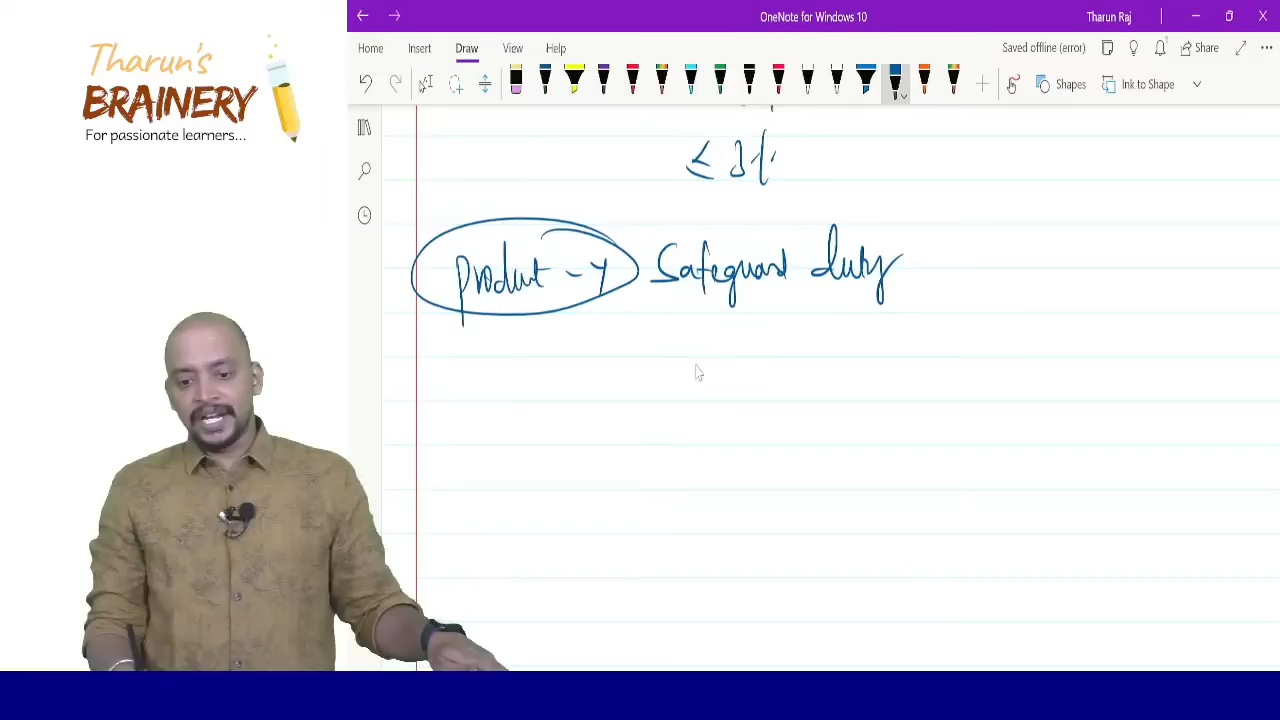 Tharun's
BRAINERY
For passionate learners...
OneNote for Windows 10
Tharun Raj
Home Insert Draw View Help
Saved offline (error)
Share
Shapes
Ink to Shape
≤ 3%
product - y Safeguard duty